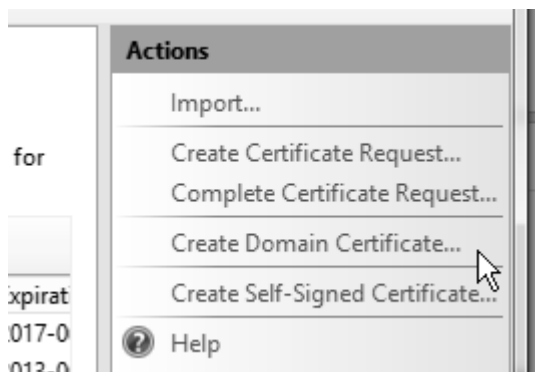 Actions
Import...
for
Create Certificate Request...
Complete Certificate Request...
Create Domain Certificate...
Create Self-Signed Certificate...
Help